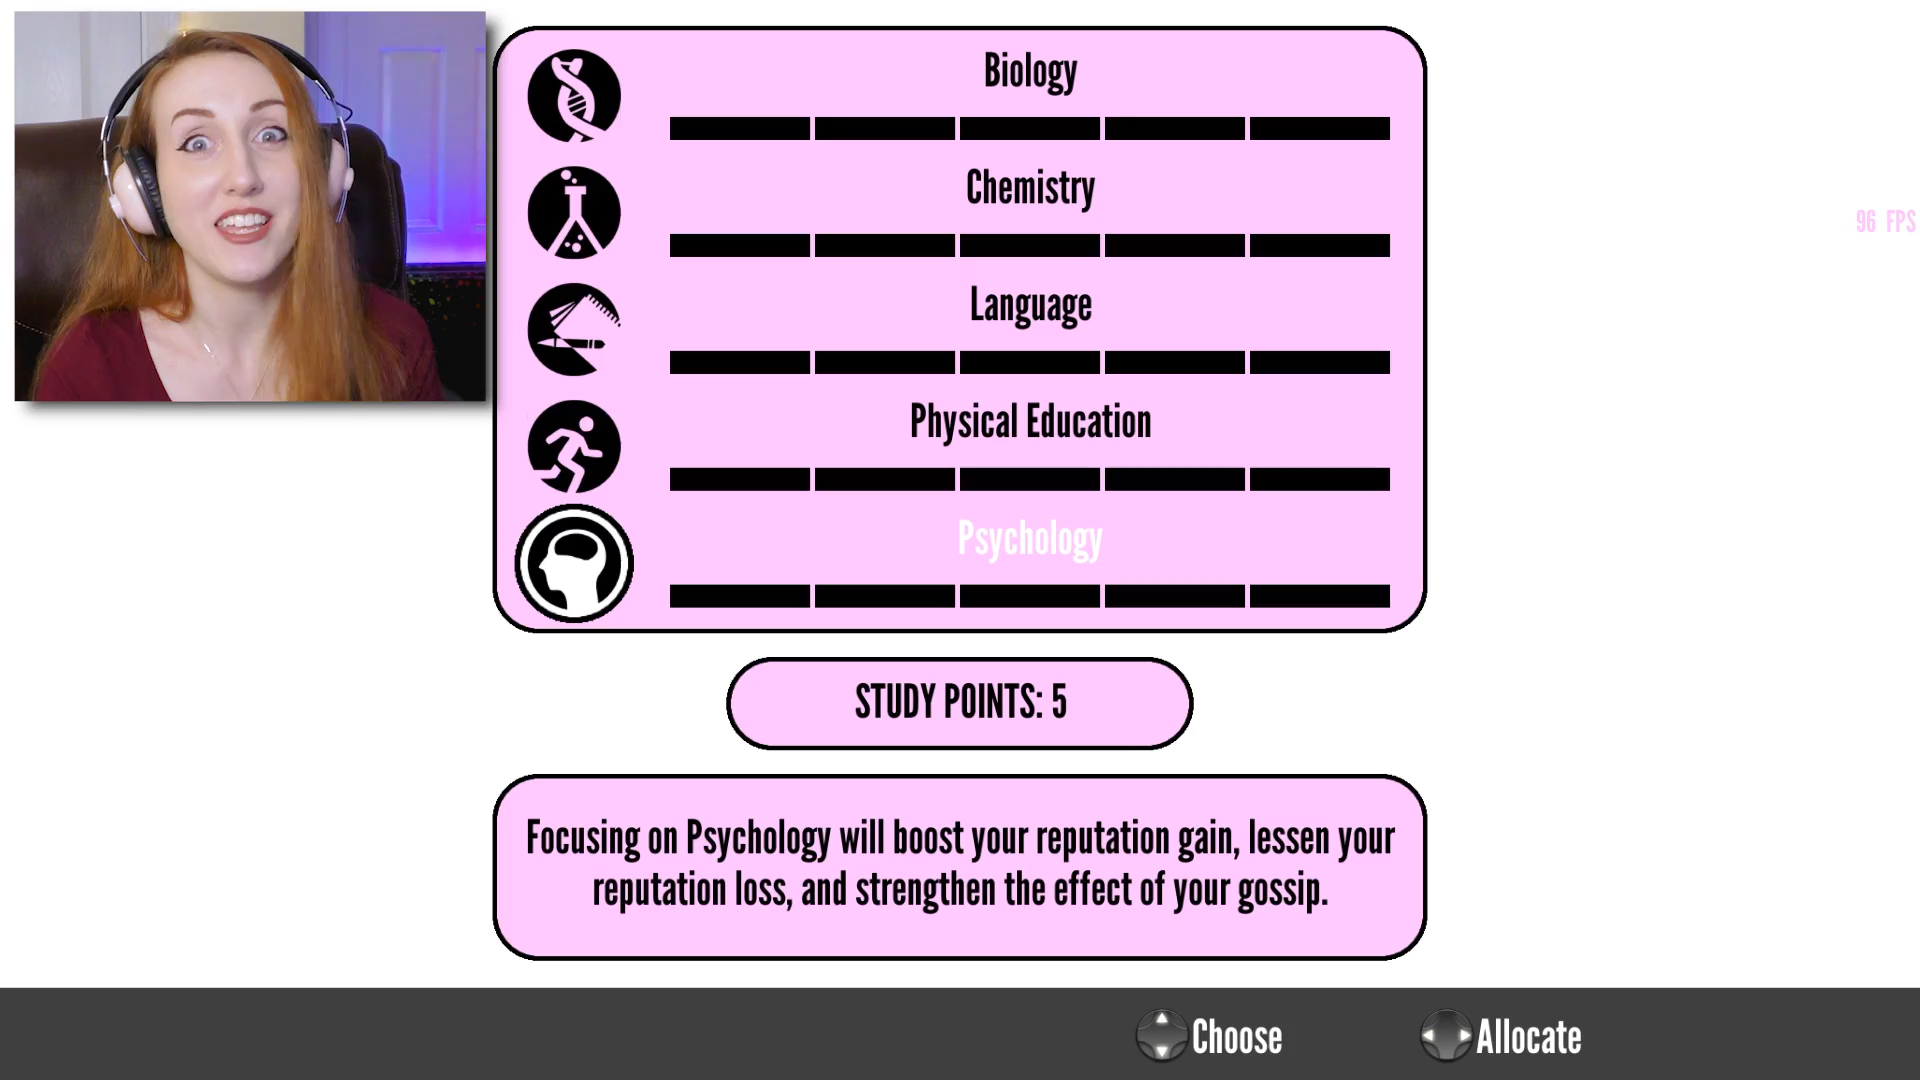 Biology
Chemistry
Language
Physical Education
Psychology
96 FPS
STUDY POINTS: 5
Focusing on Psychology will boost your reputation gain, lessen your
reputation loss, and strengthen the effect of your gossip.
Choose
Allocate